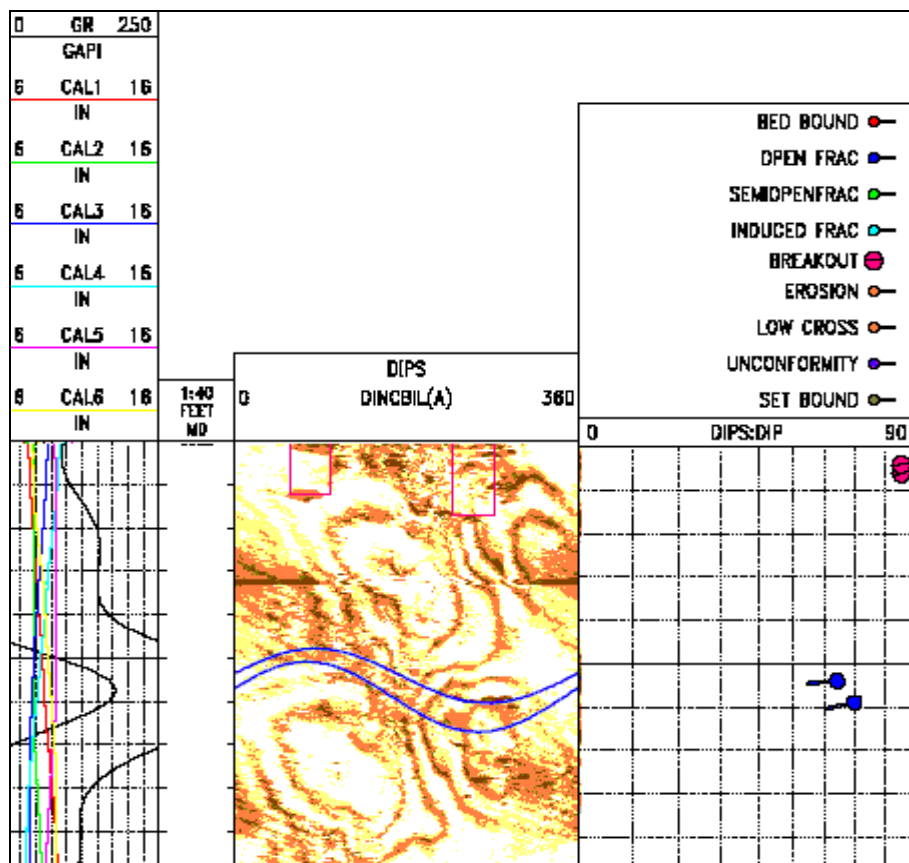 0 GR 250
GAPI
6 CAL1 16
IN
6 CAL2 16
IN
6 CAL3 16
IN
6 CAL4 16
IN
6 CAL5 16
IN
6 CAL6 16
IN
1:40
FEET
MD
DIPS
0 DINCBIL(A) 360
BED BOUND
OPEN FRAC
SEMIOPENFRAC
INDUCED FRAC
BREAKOUT
EROSION
LOW CROSS
UNCONFORMITY
SET BOUND
0 DIPS:DIP 90